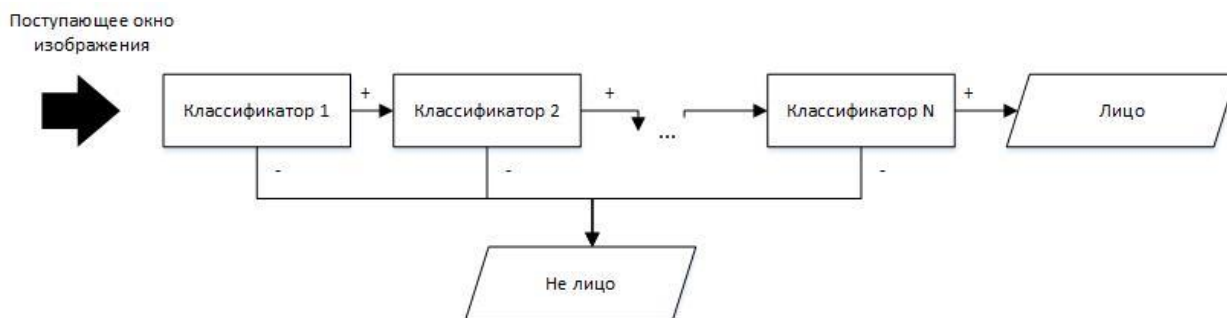 Поступающее окно
изображения
Классификатор 1
+
Классификатор 2
+
...
Классификатор N
+
Лицо
-
-
-
Не лицо